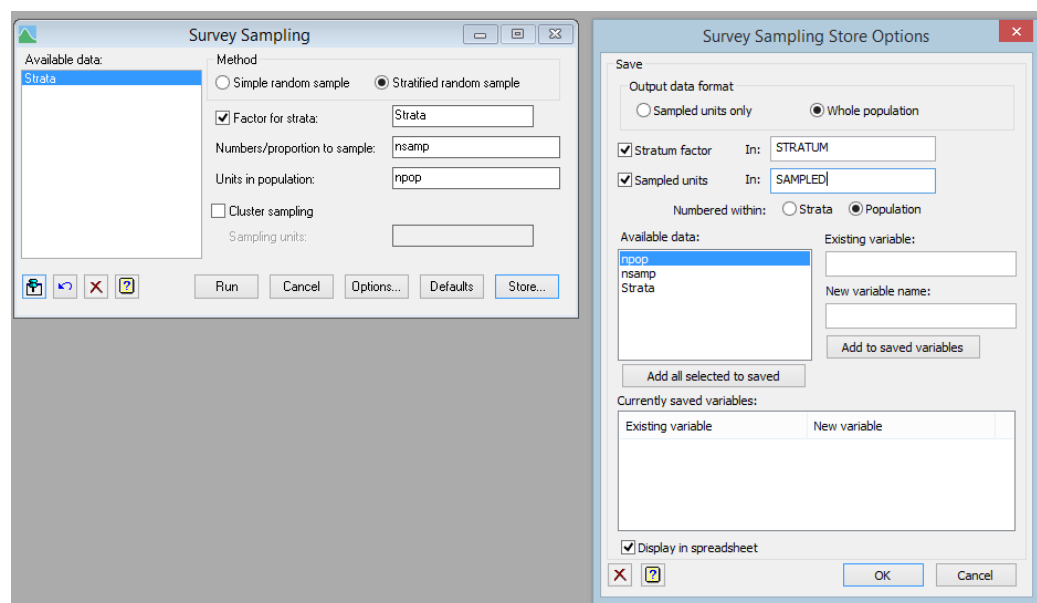 Survey Sampling
Available data:
Strata
Method
Simple random sample
Stratified random sample
Factor for strata:
Strata
Numbers/proportion to sample:
nsamp
Units in population:
npop
Cluster sampling
Sampling units:
Run
Cancel
Options...
Defaults
Store...
Survey Sampling Store Options
Save
Output data format
Sampled units only
Whole population
Stratum factor
In:
STRATUM
Sampled units
In:
SAMPLED
Numbered within:
Strata
Population
Available data:
npop
nsamp
Strata
Existing variable:
New variable name:
Add to saved variables
Add all selected to saved
Currently saved variables:
Existing variable
New variable
Display in spreadsheet
OK
Cancel